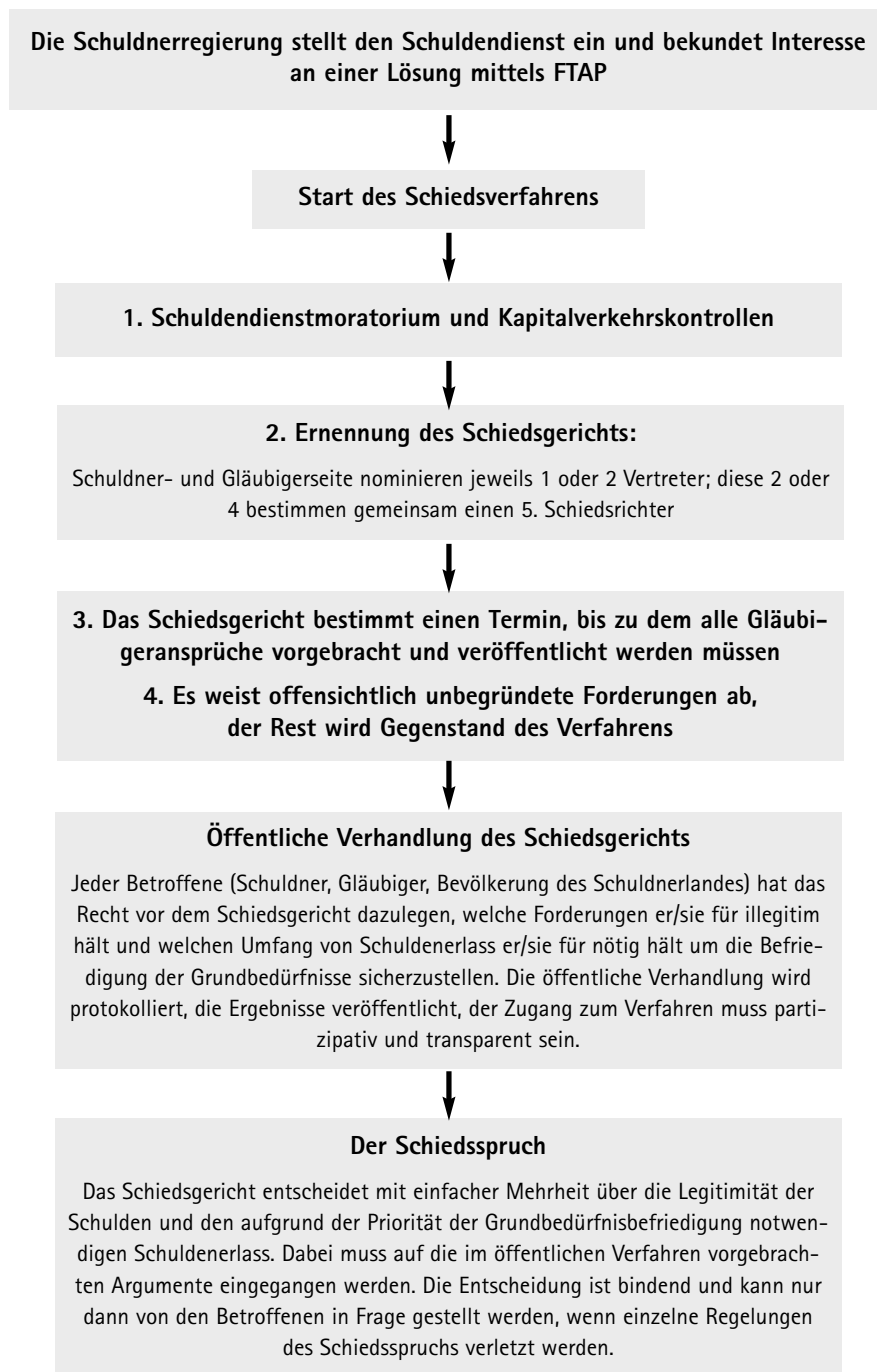 Die Schuldnerregierung stellt den Schuldendienst ein und bekundet Interesse
an einer Lösung mittels FTAP
Start des Schiedsverfahrens
1. Schuldendienstmoratorium und Kapitalverkehrskontrollen
2. Ernennung des Schiedsgerichts:
Schuldner- und Gläubigerseite nominieren jeweils 1 oder 2 Vertreter; diese 2 oder
4 bestimmen gemeinsam einen 5. Schiedsrichter
3. Das Schiedsgericht bestimmt einen Termin, bis zu dem alle Gläubi-
geransprüche vorgebracht und veröffentlicht werden müssen
4. Es weist offensichtlich unbegründete Forderungen ab,
der Rest wird Gegenstand des Verfahrens
Öffentliche Verhandlung des Schiedsgerichts
Jeder Betroffene (Schuldner, Gläubiger, Bevölkerung des Schuldnerlandes) hat das
Recht vor dem Schiedsgericht dazulegen, welche Forderungen er/sie für illegitim
hält und welchen Umfang von Schuldenerlass er/sie für nötig hält um die Befrie-
digung der Grundbedürfnisse sicherzustellen. Die öffentliche Verhandlung wird
protokolliert, die Ergebnisse veröffentlicht, der Zugang zum Verfahren muss parti-
zipativ und transparent sein.
Der Schiedsspruch
Das Schiedsgericht entscheidet mit einfacher Mehrheit über die Legitimität der
Schulden und den aufgrund der Priorität der Grundbedürfnisbefriedigung notwen-
digen Schuldenerlass. Dabei muss auf die im öffentlichen Verfahren vorgebrach-
ten Argumente eingegangen werden. Die Entscheidung ist bindend und kann nur
dann von den Betroffenen in Frage gestellt werden, wenn einzelne Regelungen
des Schiedsspruchs verletzt werden.